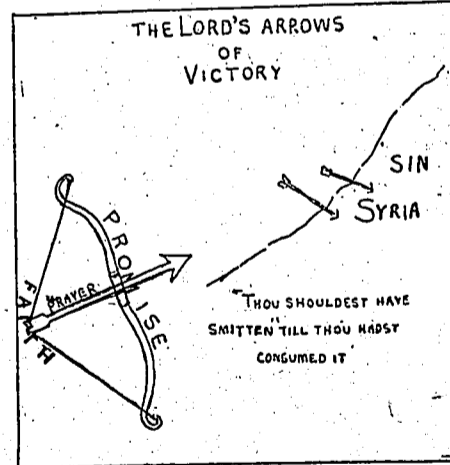 THE LORD'S ARROWS
OF
VICTORY
SIN
SYRIA
PROMISE
PRAYER
FAITH
"THOU SHOULDEST HAVE
SMITTEN" TILL THOU HADST
CONSUMED IT